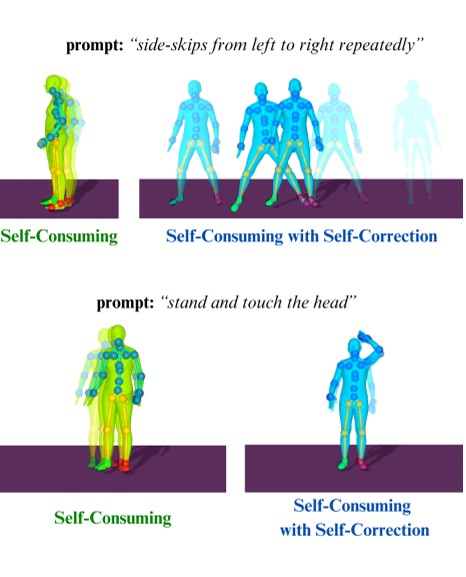 prompt: “side-skips from left to right repeatedly”
Self-Consuming
Self-Consuming with Self-Correction
prompt: “stand and touch the head”
Self-Consuming
Self-Consuming
with Self-Correction